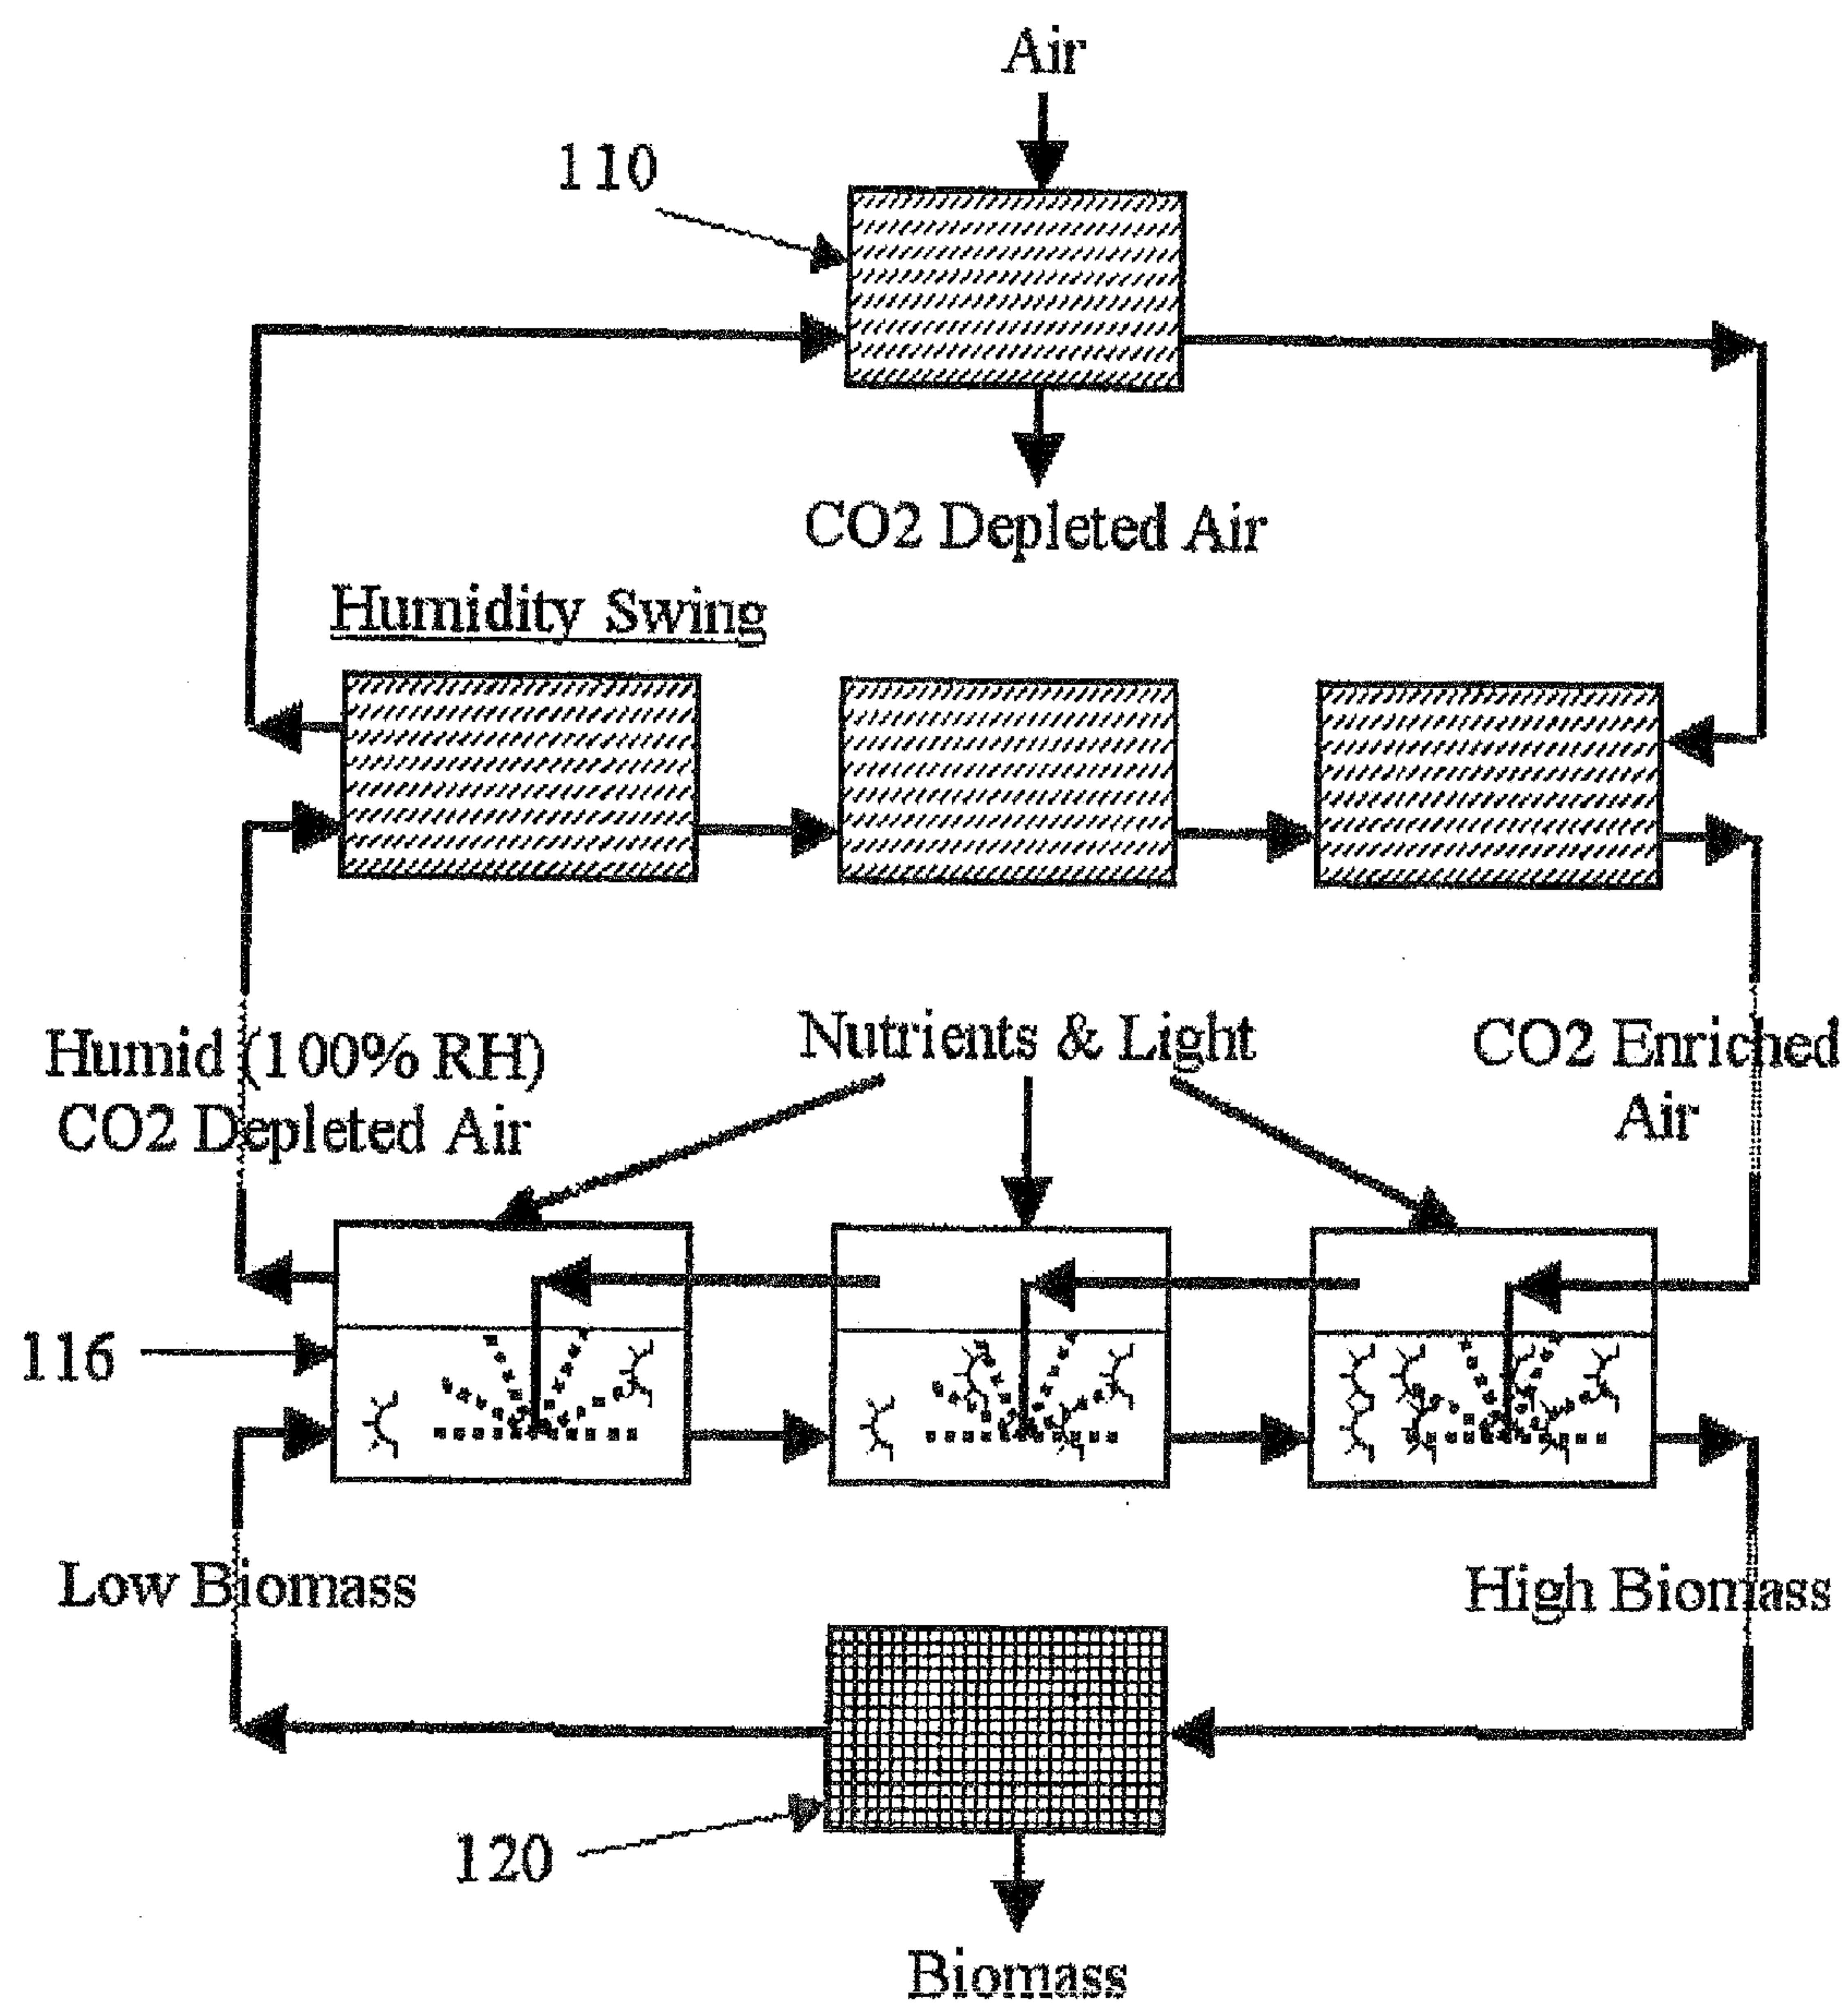 Air
110
CO2 Depleted Air
Humidity Swing
Humid (100% RH)
CO2 Depleted Air
Nutrients & Light
CO2 Enriched
Air
116
Low Biomass
High Biomass
120
Biomass